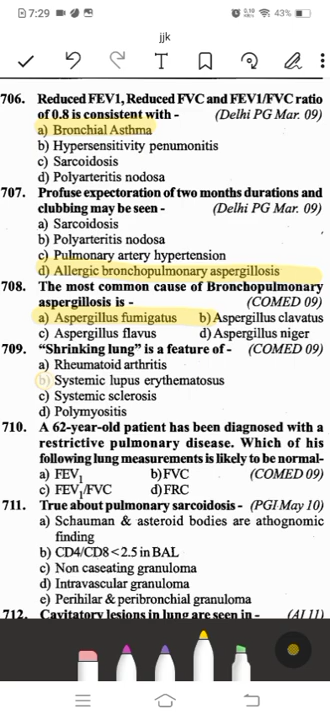 7:29 43%
jjk
T
706. Reduced FEV1, Reduced FVC and FEV1/FVC ratio
of 0.8 is consistent with - (Delhi PG Mar. 09)
a) Bronchial Asthma
b) Hypersensitivity penumonitis
c) Sarcoidosis
d) Polyarteritis nodosa
707. Profuse expectoration of two months durations and
clubbing may be seen - (Delhi PG Mar. 09)
a) Sarcoidosis
b) Polyarteritis nodosa
c) Pulmonary artery hypertension
d) Allergic bronchopulmonary aspergillosis
708. The most common cause of Bronchopulmonary
aspergillosis is - (COMED 09)
a) Aspergillus fumigatus b) Aspergillus clavatus
c) Aspergillus flavus d) Aspergillus niger
709. “Shrinking lung” is a feature of - (COMED 09)
a) Rheumatoid arthritis
b) Systemic lupus erythematosus
c) Systemic sclerosis
d) Polymyositis
710. A 62-year-old patient has been diagnosed with a
restrictive pulmonary disease. Which of his
following lung measurements is likely to be normal-
a) FEV₁ b) FVC (COMED 09)
c) FEV₁/FVC d) FRC
711. True about pulmonary sarcoidosis - (PGI May 10)
a) Schauman & asteroid bodies are athognomic
finding
b) CD4/CD8 < 2.5 in BAL
c) Non caseating granuloma
d) Intravascular granuloma
e) Perihilar & peribronchial granuloma
712. Cavitatory lesions in lung are seen in - (AI 11)